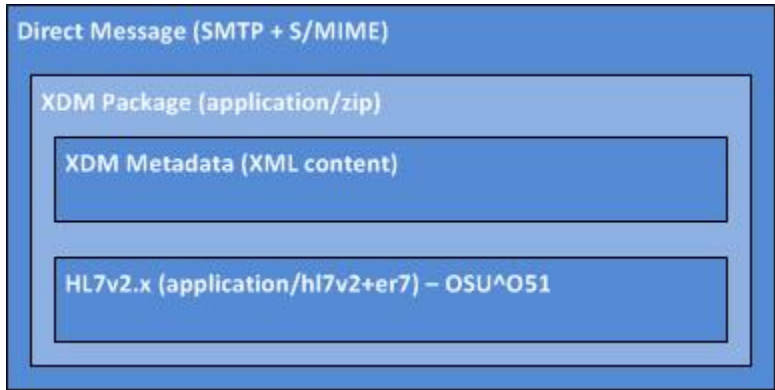 Direct Message (SMTP + S/MIME)
XDM Package (application/zip)
XDM Metadata (XML content)
HL7v2.x (application/hl7v2+er7) – OSU^O51